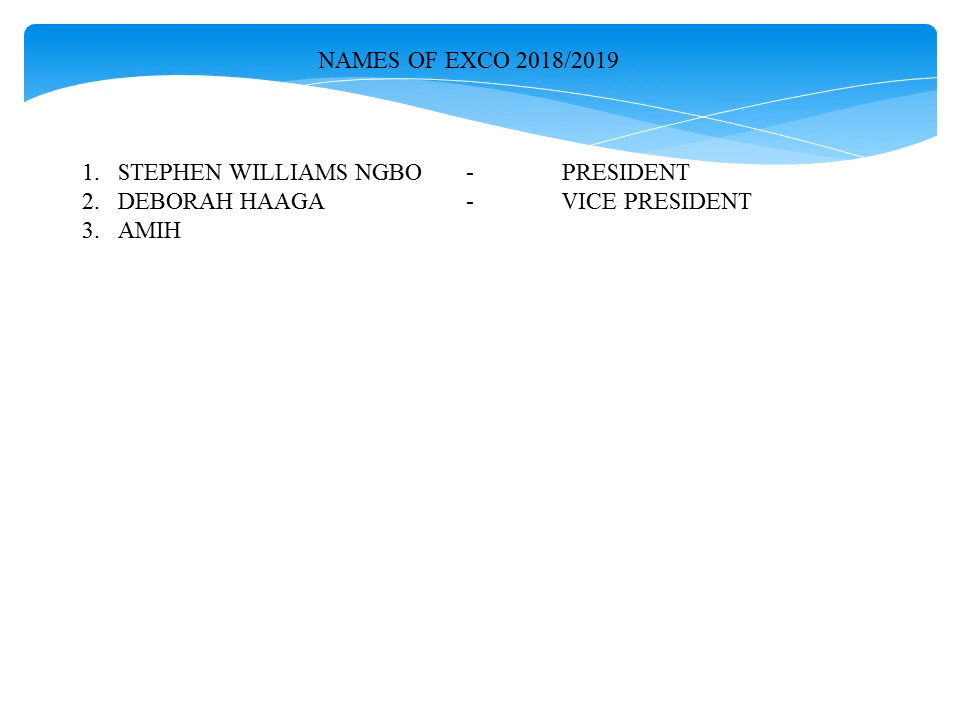 NAMES OF EXCO 2018/2019
1. STEPHEN WILLIAMS NGBO - PRESIDENT
2. DEBORAH HAAGA - VICE PRESIDENT
3. AMIH